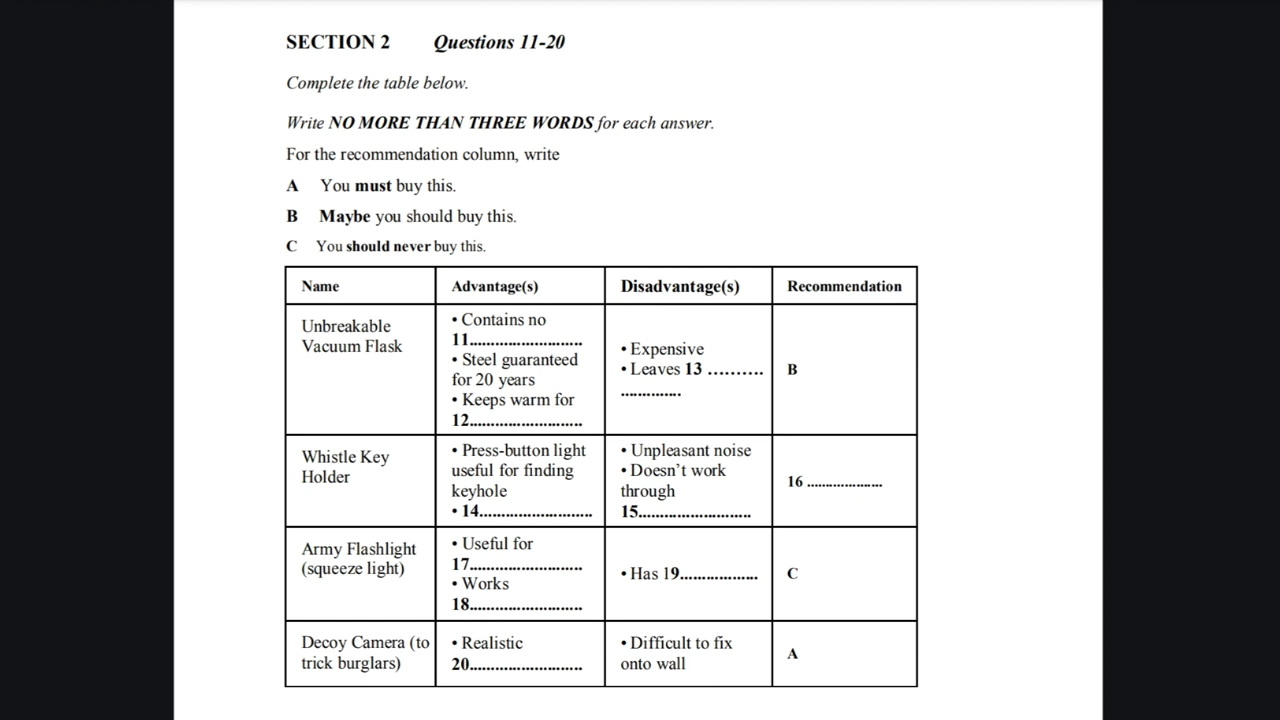 SECTION 2 Questions 11-20
Complete the table below.
Write NO MORE THAN THREE WORDS for each answer.
For the recommendation column, write
A You must buy this.
B Maybe you should buy this.
C You should never buy this.
Name Advantage(s) Disadvantage(s) Recommendation
Unbreakable
Vacuum Flask
• Contains no
11...........................
• Steel guaranteed
for 20 years
• Keeps warm for
12...........................
• Expensive
• Leaves 13 ..........
..............
B
Whistle Key
Holder
• Press-button light
useful for finding
keyhole
• 14...........................
• Unpleasant noise
• Doesn’t work
through
15...........................
16 ....................
Army Flashlight
(squeeze light)
• Useful for
17...........................
• Works
18...........................
• Has 19...................
C
Decoy Camera (to
trick burglars)
• Realistic
20...........................
• Difficult to fix
onto wall
A